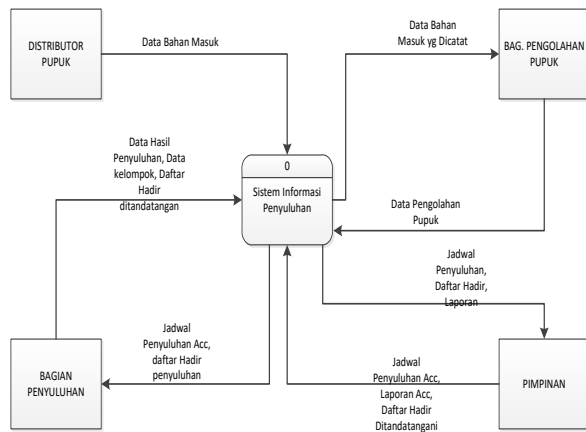 DISTRIBUTOR
PUPUK
Data Bahan Masuk
Data Bahan
Masuk yg Dicatat
BAG. PENGOLAHAN
PUPUK
Data Hasil
Penyuluhan, Data
kelompok, Daftar
Hadir
ditandatangan
0
Sistem Informasi
Penyuluhan
Data Pengolahan
Pupuk
Jadwal
Penyuluhan,
Daftar Hadir,
Laporan
Jadwal
Penyuluhan Acc,
daftar Hadir
penyuluhan
BAGIAN
PENYULUHAN
Jadwal
Penyuluhan Acc,
Laporan Acc,
Daftar Hadir
Ditandatangani
PIMPINAN